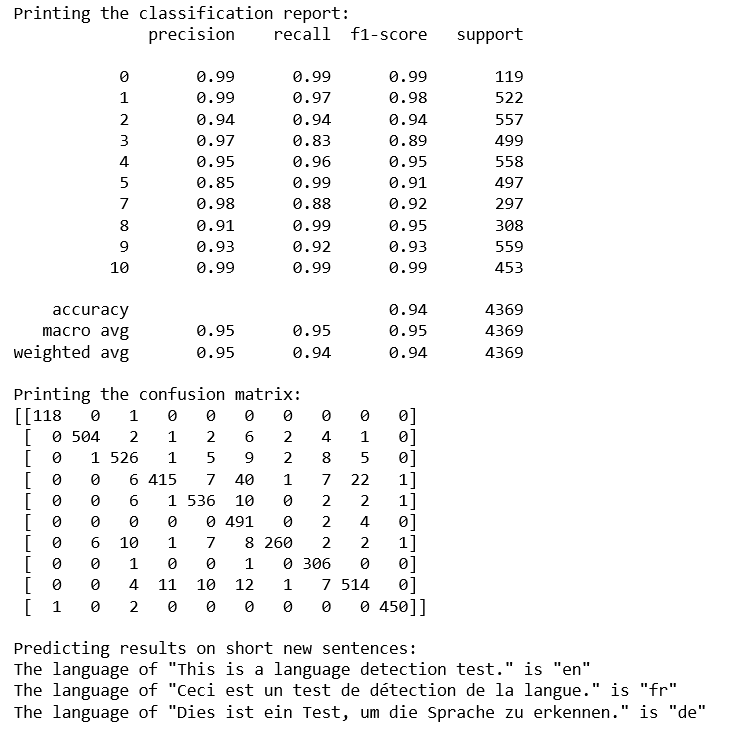 Printing the classification report:
precision recall f1-score support
0 0.99 0.99 0.99 119
1 0.99 0.97 0.98 522
2 0.94 0.94 0.94 557
3 0.97 0.83 0.89 499
4 0.95 0.96 0.95 558
5 0.85 0.99 0.91 497
7 0.98 0.88 0.92 297
8 0.91 0.99 0.95 308
9 0.93 0.92 0.93 559
10 0.99 0.99 0.99 453
accuracy 0.94 4369
macro avg 0.95 0.95 0.95 4369
weighted avg 0.95 0.94 0.94 4369
Printing the confusion matrix:
[[118 0 1 0 0 0 0 0 0 0]
[ 0 504 2 1 2 6 2 4 1 0]
[ 0 1 526 1 5 9 2 8 5 0]
[ 0 0 6 415 7 40 1 7 22 1]
[ 0 0 6 1 536 10 0 2 2 1]
[ 0 0 0 0 0 491 0 2 4 0]
[ 0 6 10 1 7 8 260 2 2 1]
[ 0 0 1 0 0 1 0 306 0 0]
[ 0 0 4 11 10 12 1 7 514 0]
[ 1 0 2 0 0 0 0 0 0 450]]
Predicting results on short new sentences:
The language of "This is a language detection test." is "en"
The language of "Ceci est un test de détection de la langue." is "fr"
The language of "Dies ist ein Test, um die Sprache zu erkennen." is "de"